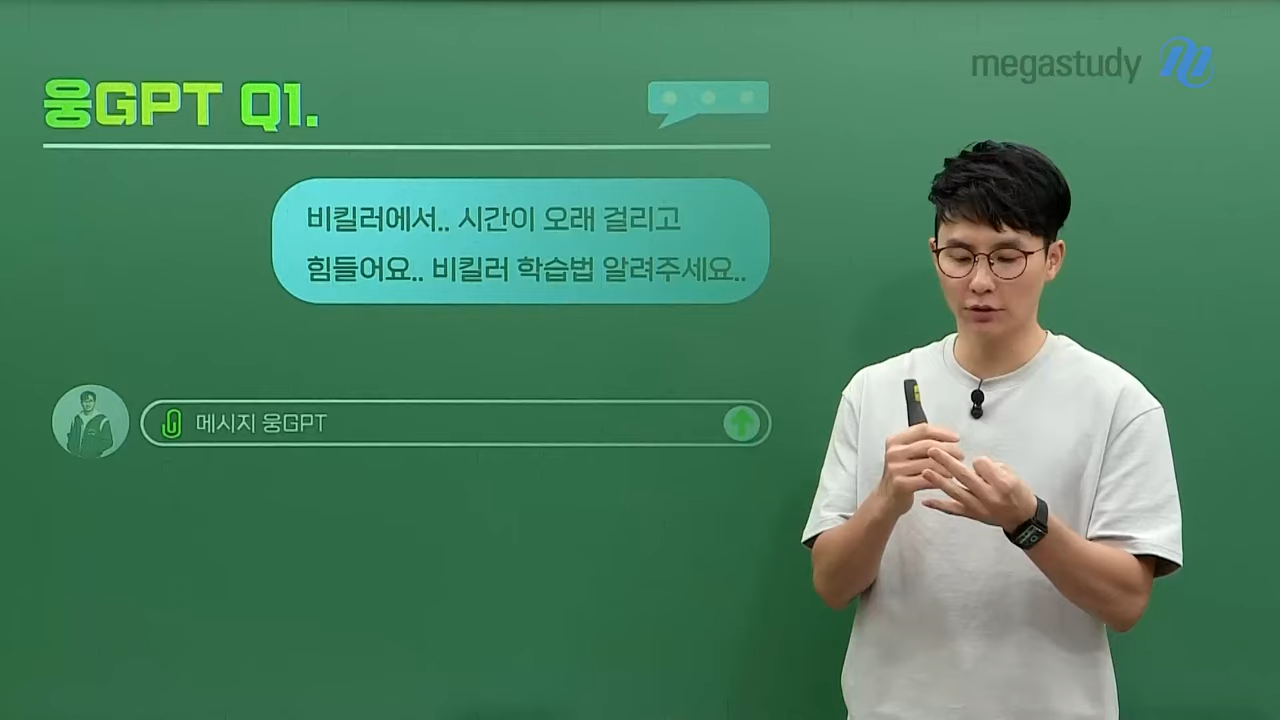 megastudy
웅GPT Q1.
비킬러에서.. 시간이 오래 걸리고
힘들어요.. 비킬러 학습법 알려주세요..
메시지 웅GPT